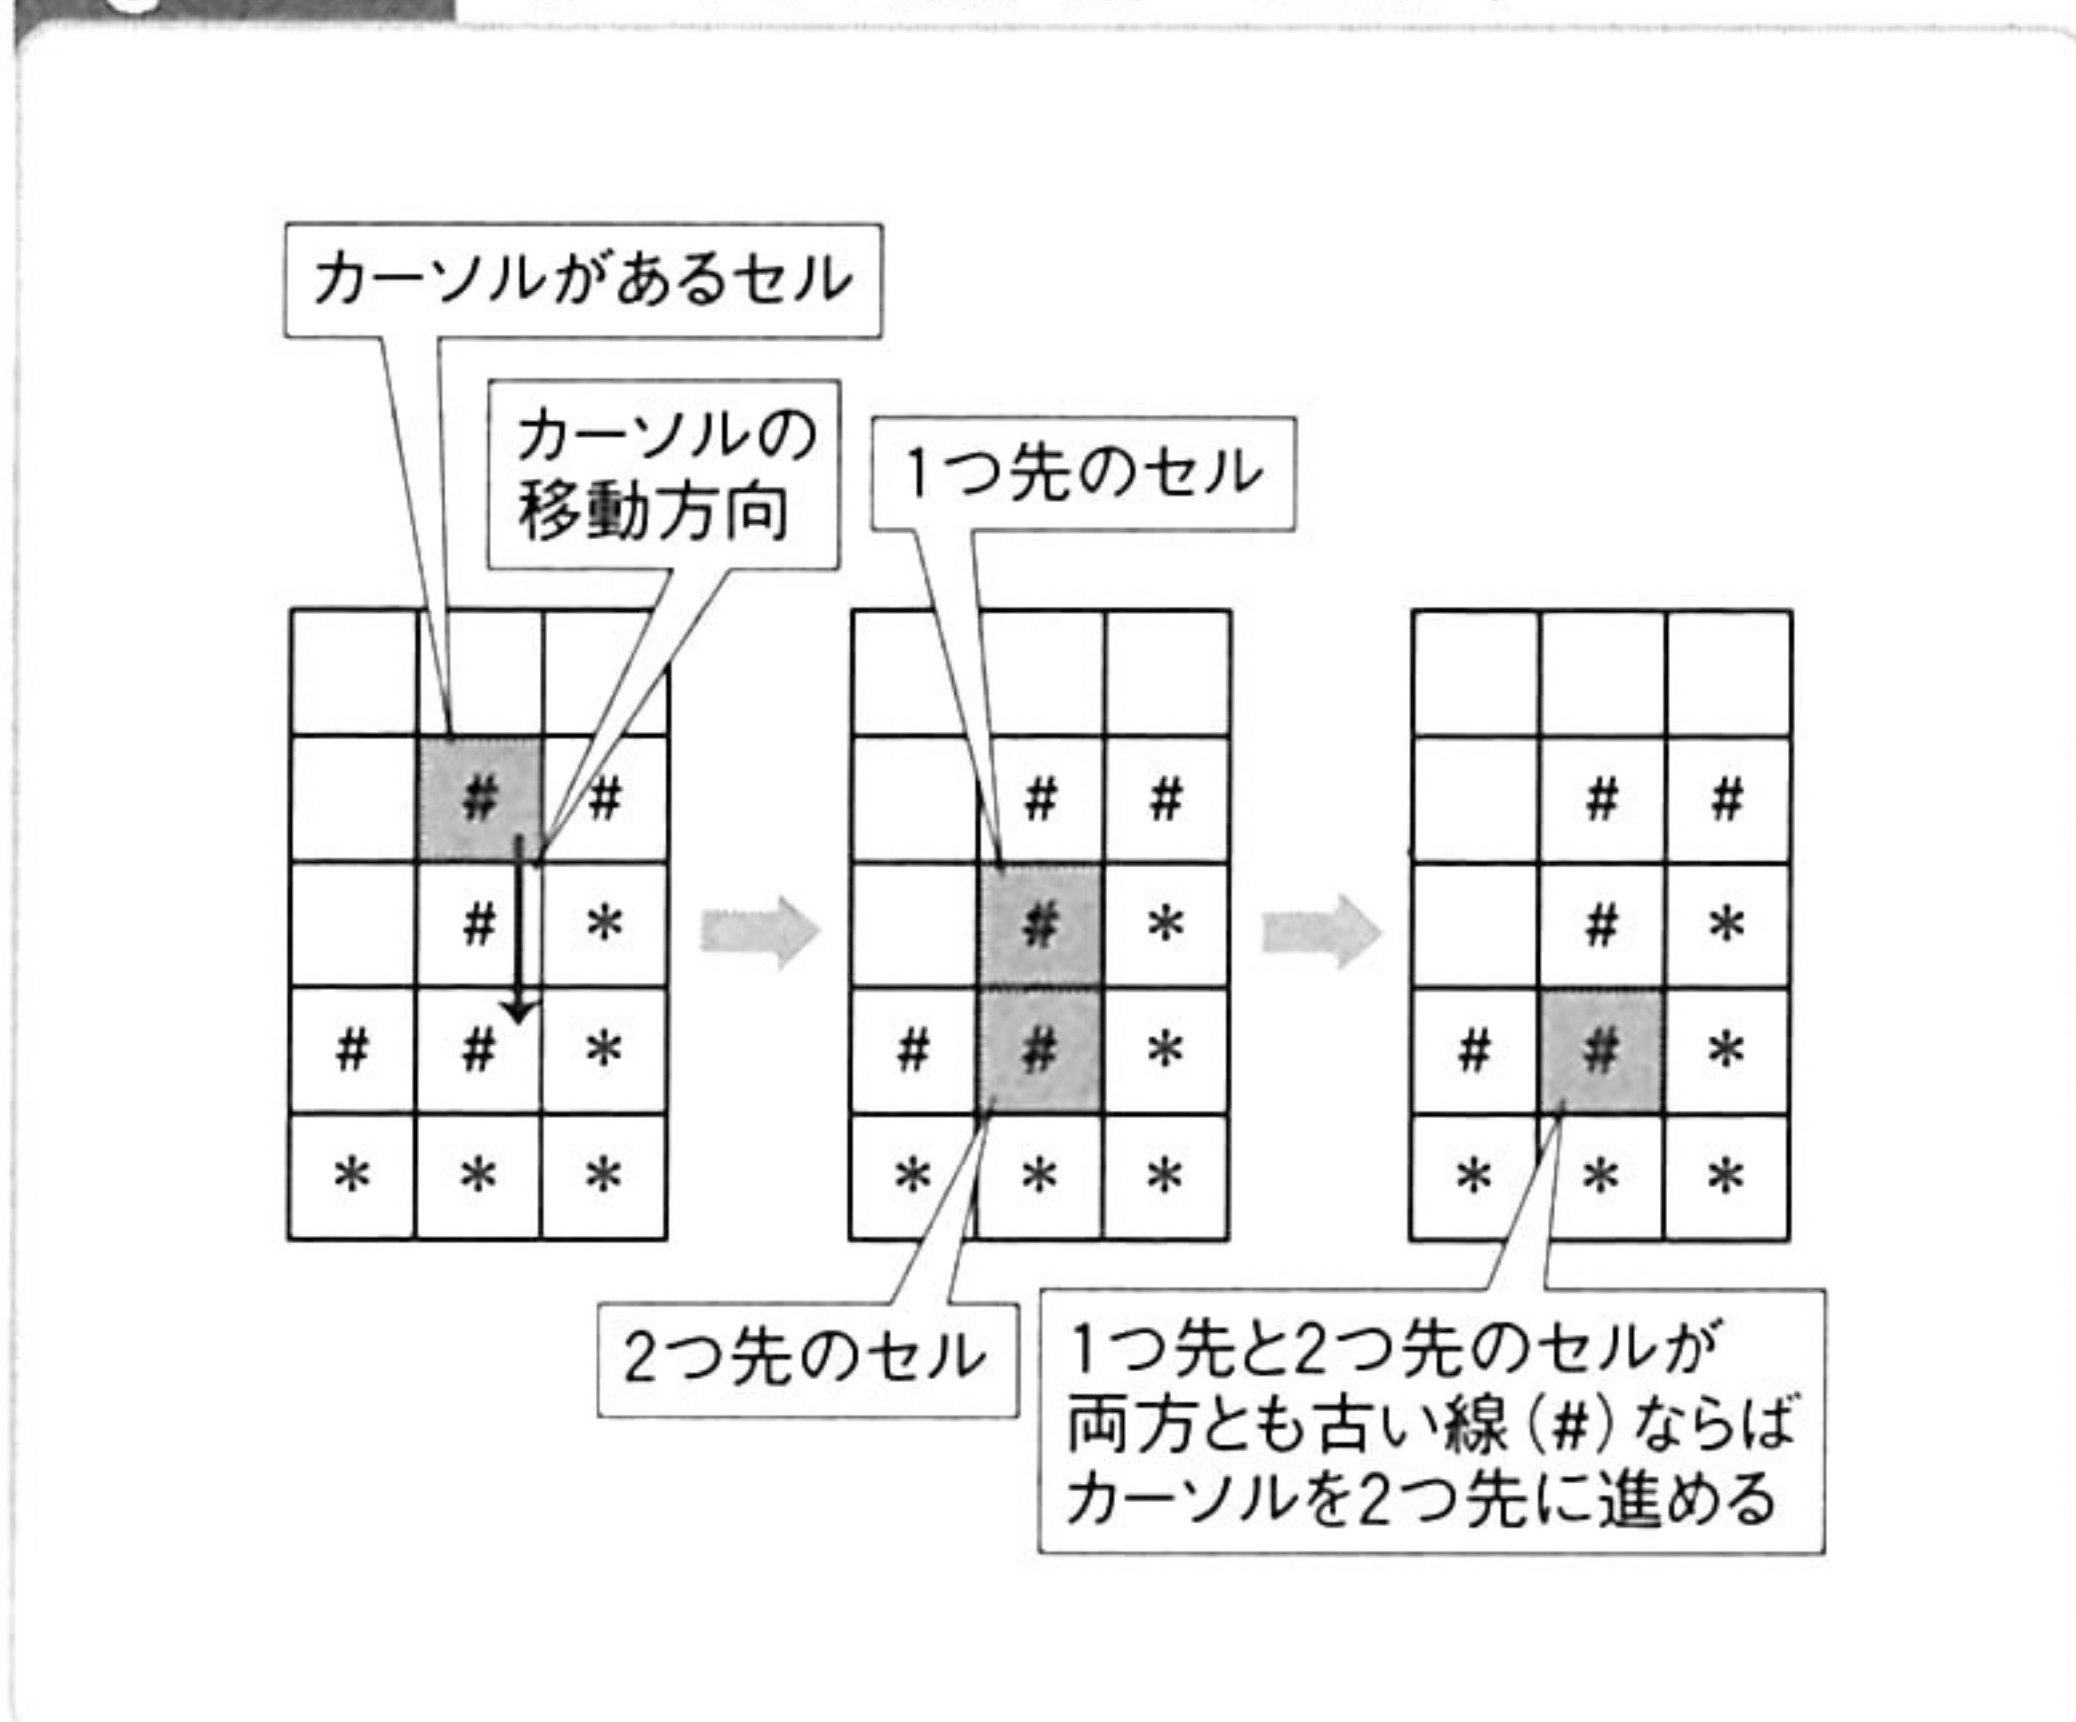 カーソルがあるセル
カーソルの
移動方向
1つ先のセル
# #
# *
# # *
* * *
# #
# *
# # *
* * *
# #
# *
# # *
* * *
2つ先のセル
1つ先と2つ先のセルが
両方とも古い線(#)ならば
カーソルを2つ先に進める